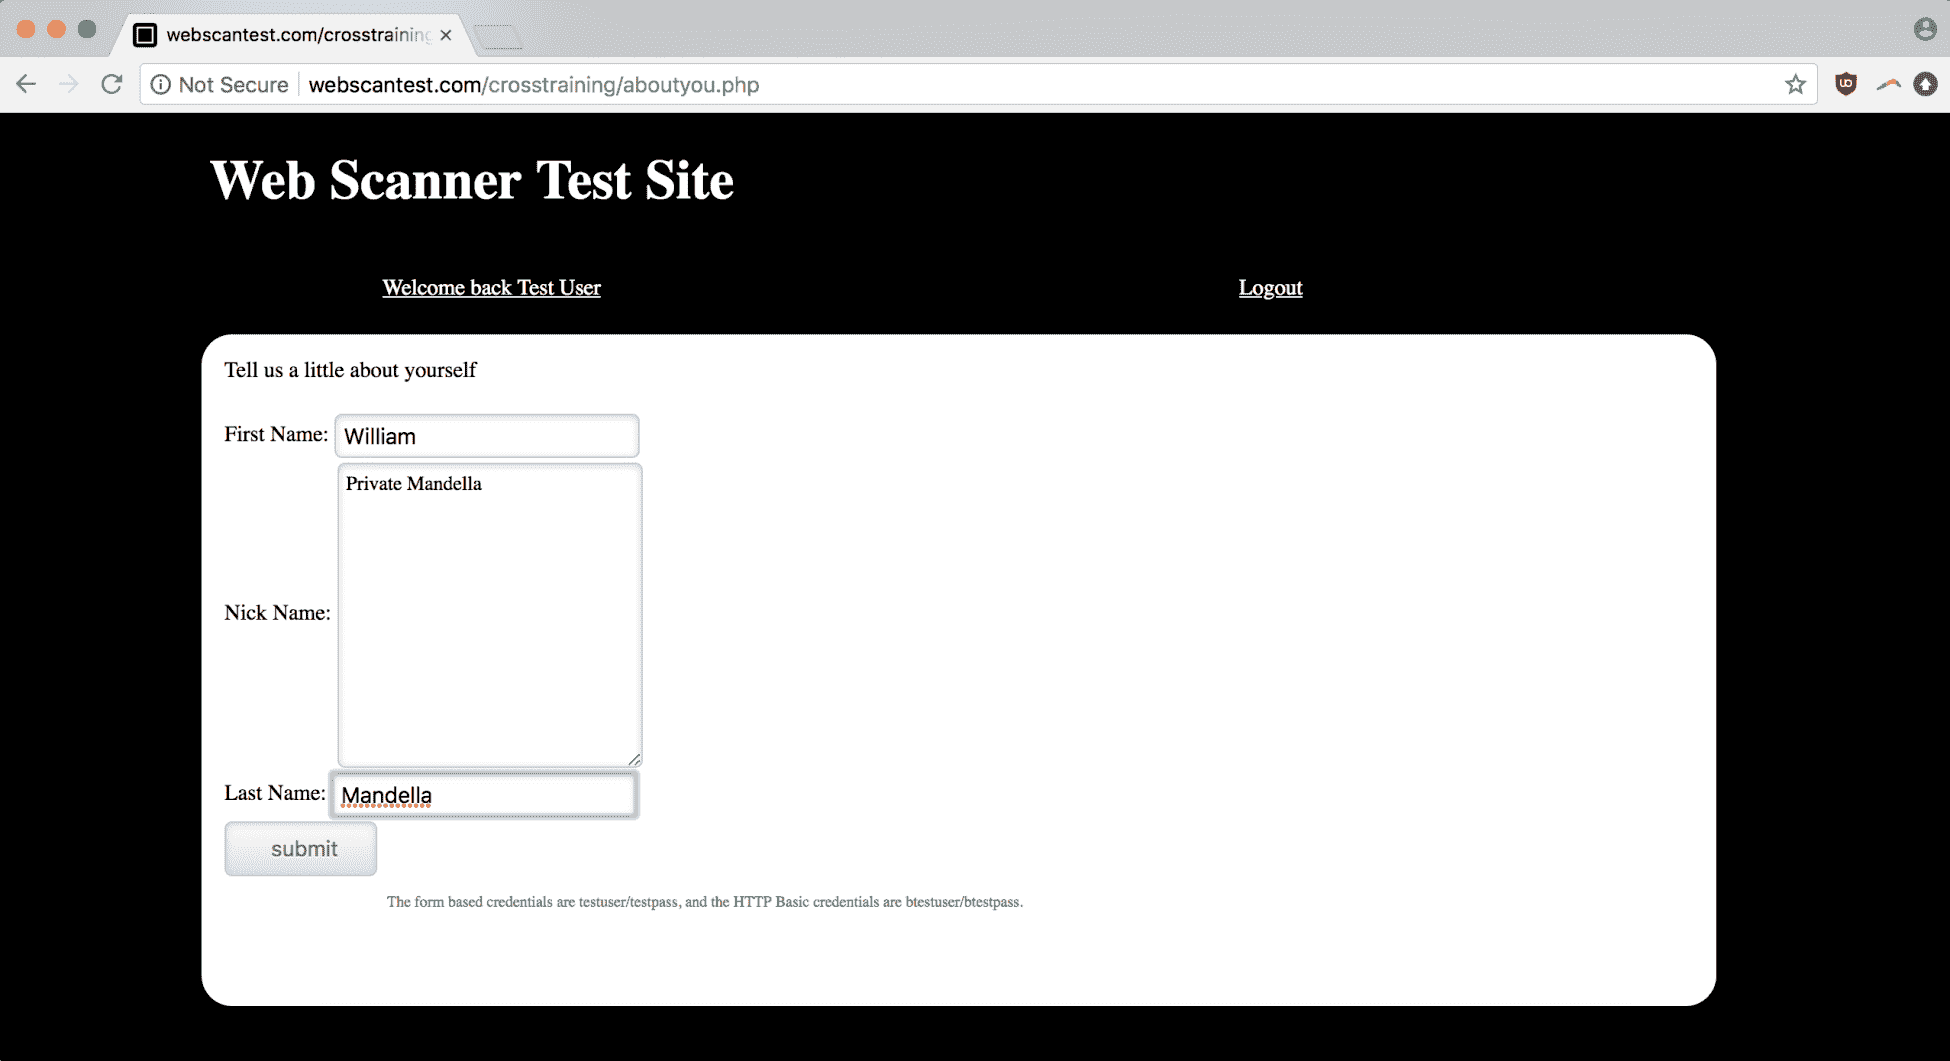 webscantest.com/crosstraining
Not Secure
webscantest.com/crosstraining/aboutyou.php
Web Scanner Test Site
Welcome back Test User
Logout
Tell us a little about yourself
First Name:
William
Private Mandella
Nick Name:
Last Name:
Mandella
submit
The form based credentials are testuser/testpass, and the HTTP Basic credentials are btestuser/btestpass.